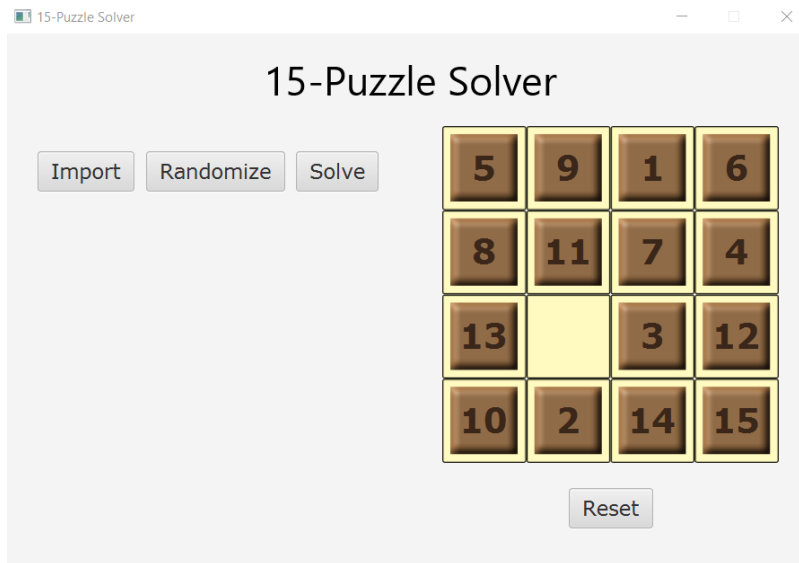 15-Puzzle Solver
15-Puzzle Solver
Import Randomize Solve
5 9 1 6
8 11 7 4
13 3 12
10 2 14 15
Reset